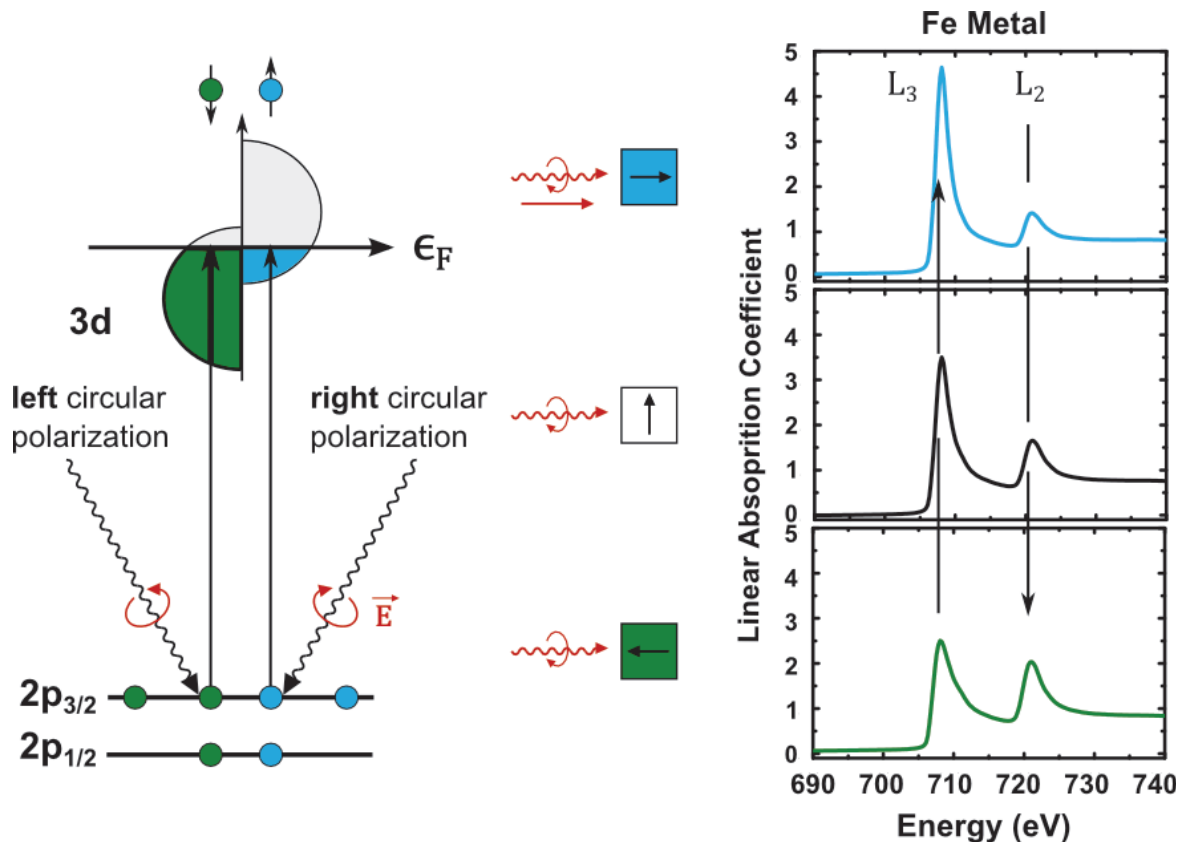 Fe Metal
ϵ_F
3d
left circular
polarization
right circular
polarization
E
2p3/2
2p1/2
Linear Absoprition Coefficient
5
4
3
2
1
0
L3
L2
5
4
3
2
1
0
5
4
3
2
1
0
690 700 710 720 730 740
Energy (eV)